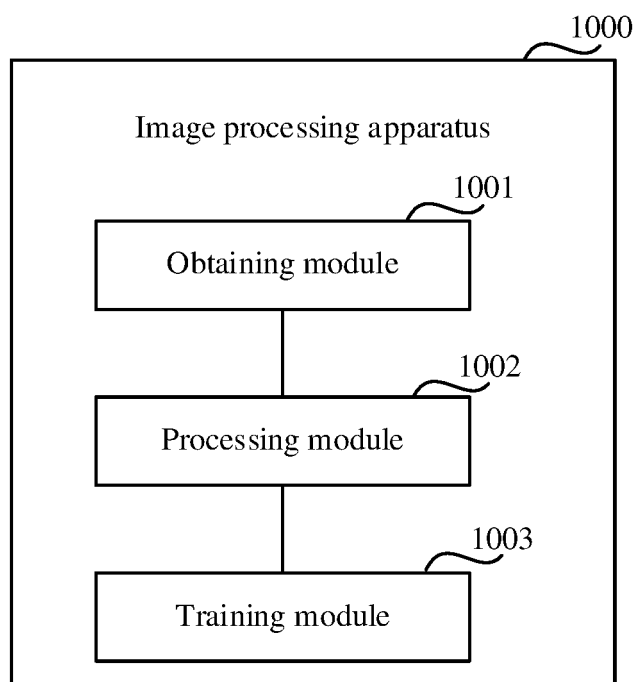 1000
Image processing apparatus
1001
Obtaining module
1002
Processing module
1003
Training module